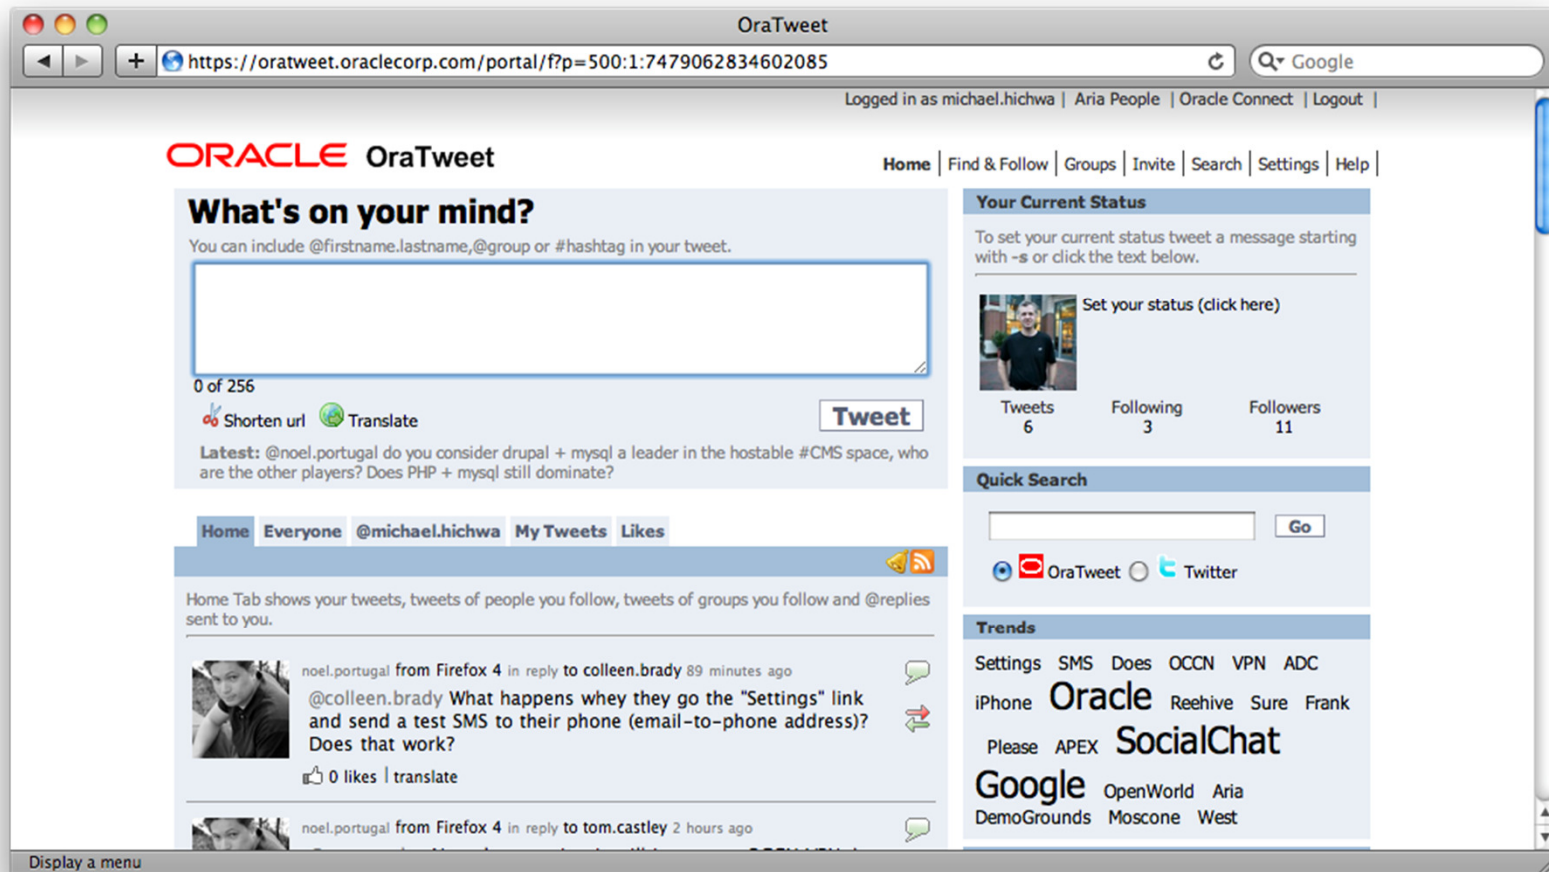 OraTweet
https://oratweet.oraclecorp.com/portal/f?p=500:1:7479062834602085
Google
Logged in as michael.hichwa | Aria People | Oracle Connect | Logout |
ORACLE OraTweet
Home | Find & Follow | Groups | Invite | Search | Settings | Help |
What's on your mind?
You can include @firstname.lastname,@group or #hashtag in your tweet.
0 of 256
Shorten url Translate
Tweet
Latest: @noel.portugal do you consider drupal + mysql a leader in the hostable #CMS space, who
are the other players? Does PHP + mysql still dominate?
Home Everyone @michael.hichwa My Tweets Likes
Home Tab shows your tweets, tweets of people you follow, tweets of groups you follow and @replies
sent to you.
noel.portugal from Firefox 4 in reply to colleen.brady 89 minutes ago
@colleen.brady What happens whey they go the "Settings" link
and send a test SMS to their phone (email-to-phone address)?
Does that work?
0 likes | translate
noel.portugal from Firefox 4 in reply to tom.castley 2 hours ago
Your Current Status
To set your current status tweet a message starting
with -s or click the text below.
Set your status (click here)
Tweets Following Followers
6 3 11
Quick Search
Go
OraTweet Twitter
Trends
Settings SMS Does OCCN VPN ADC
iPhone Oracle Reehive Sure Frank
Please APEX SocialChat
Google OpenWorld Aria
DemoGrounds Moscone West
Display a menu